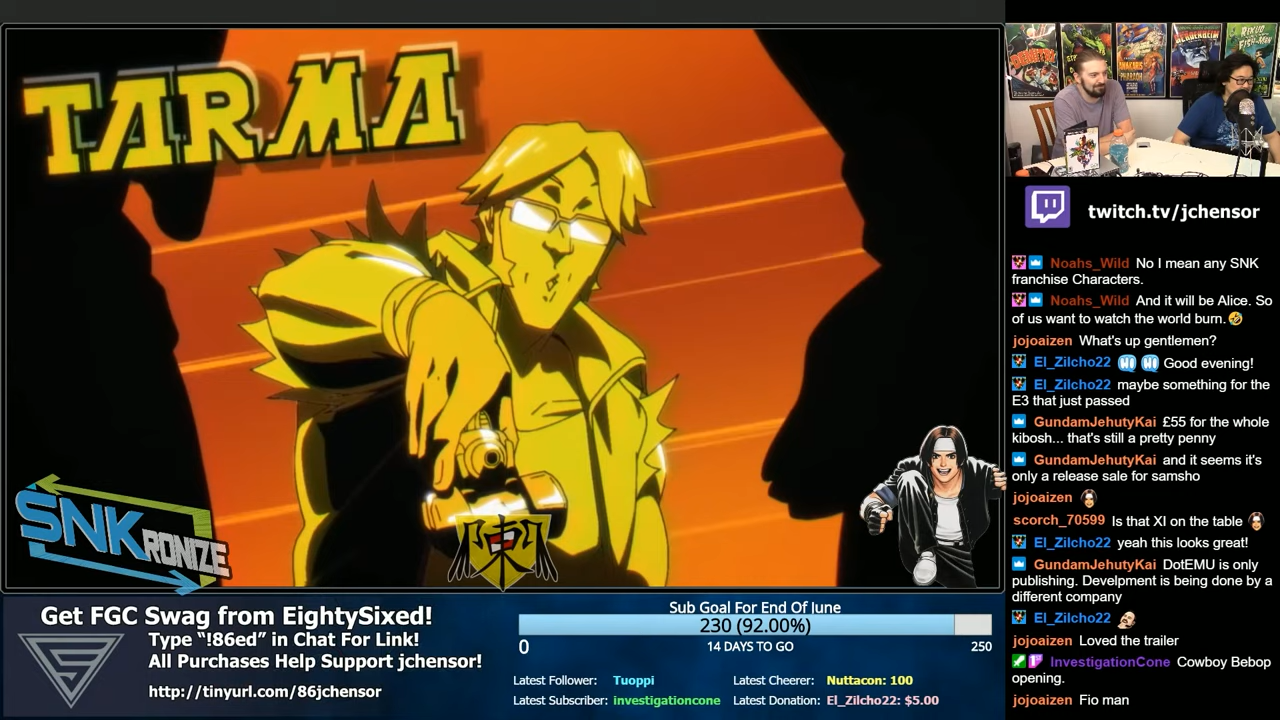 TARMA
twitch.tv/jchensor
Noahs_Wild No I mean any SNK
franchise Characters.
Noahs_Wild And it will be Alice. So
of us want to watch the world burn.
jojoaizen What's up gentlemen?
El_Zilcho22 HI HI Good evening!
El_Zilcho22 maybe something for the
E3 that just passed
GundamJehutyKai £55 for the whole
kibosh... that's still a pretty penny
GundamJehutyKai and it seems it's
only a release sale for samsho
jojoaizen
scorch_70599 Is that XI on the table
El_Zilcho22 yeah this looks great!
GundamJehutyKai DotEMU is only
publishing. Develpment is being done by a
different company
El_Zilcho22
jojoaizen Loved the trailer
InvestigationCone Cowboy Bebop
opening.
jojoaizen Fio man
SNKRONIZE
Get FGC Swag from EightySixed!
Type “!86ed” in Chat For Link!
All Purchases Help Support jchensor!
http://tinyurl.com/86jchensor
Sub Goal For End Of June
230 (92.00%)
0 14 DAYS TO GO 250
Latest Follower: Tuoppi Latest Cheerer: Nuttacon: 100
Latest Subscriber: investigationcone Latest Donation: El_Zilcho22: $5.00